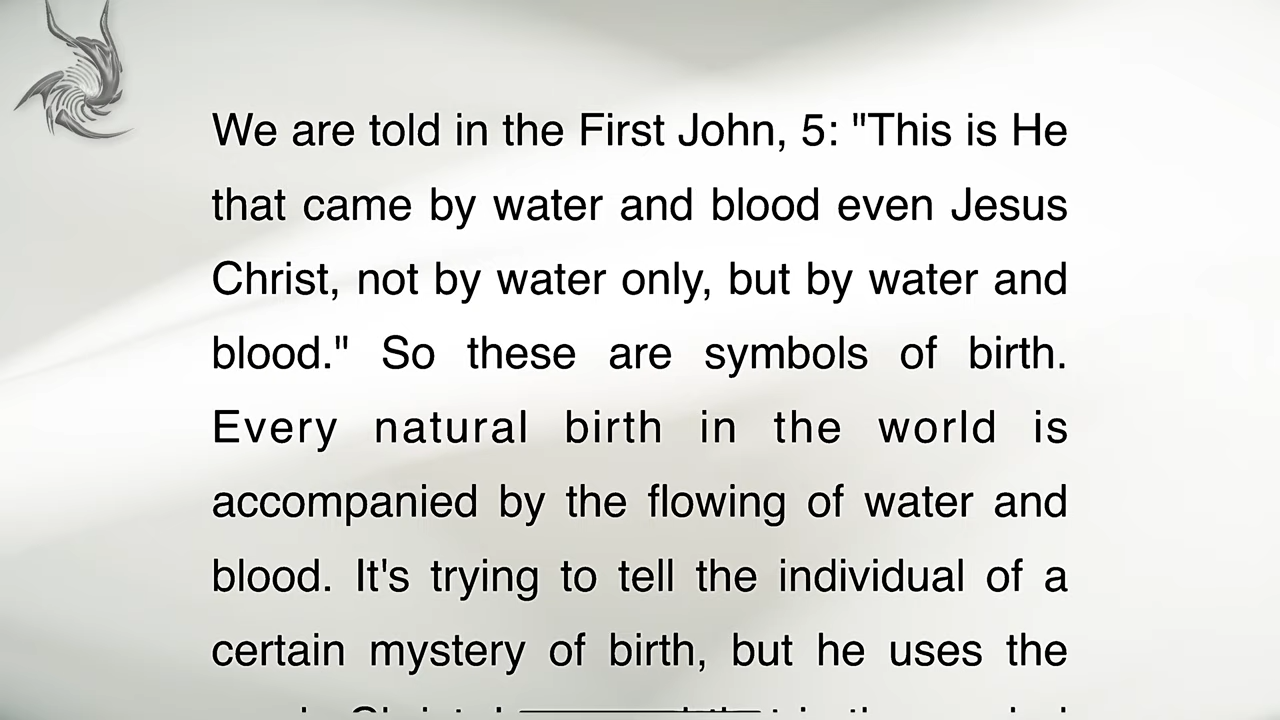 We are told in the First John, 5: "This is He
that came by water and blood even Jesus
Christ, not by water only, but by water and
blood." So these are symbols of birth.
Every natural birth in the world is
accompanied by the flowing of water and
blood. It's trying to tell the individual of a
certain mystery of birth, but he uses the